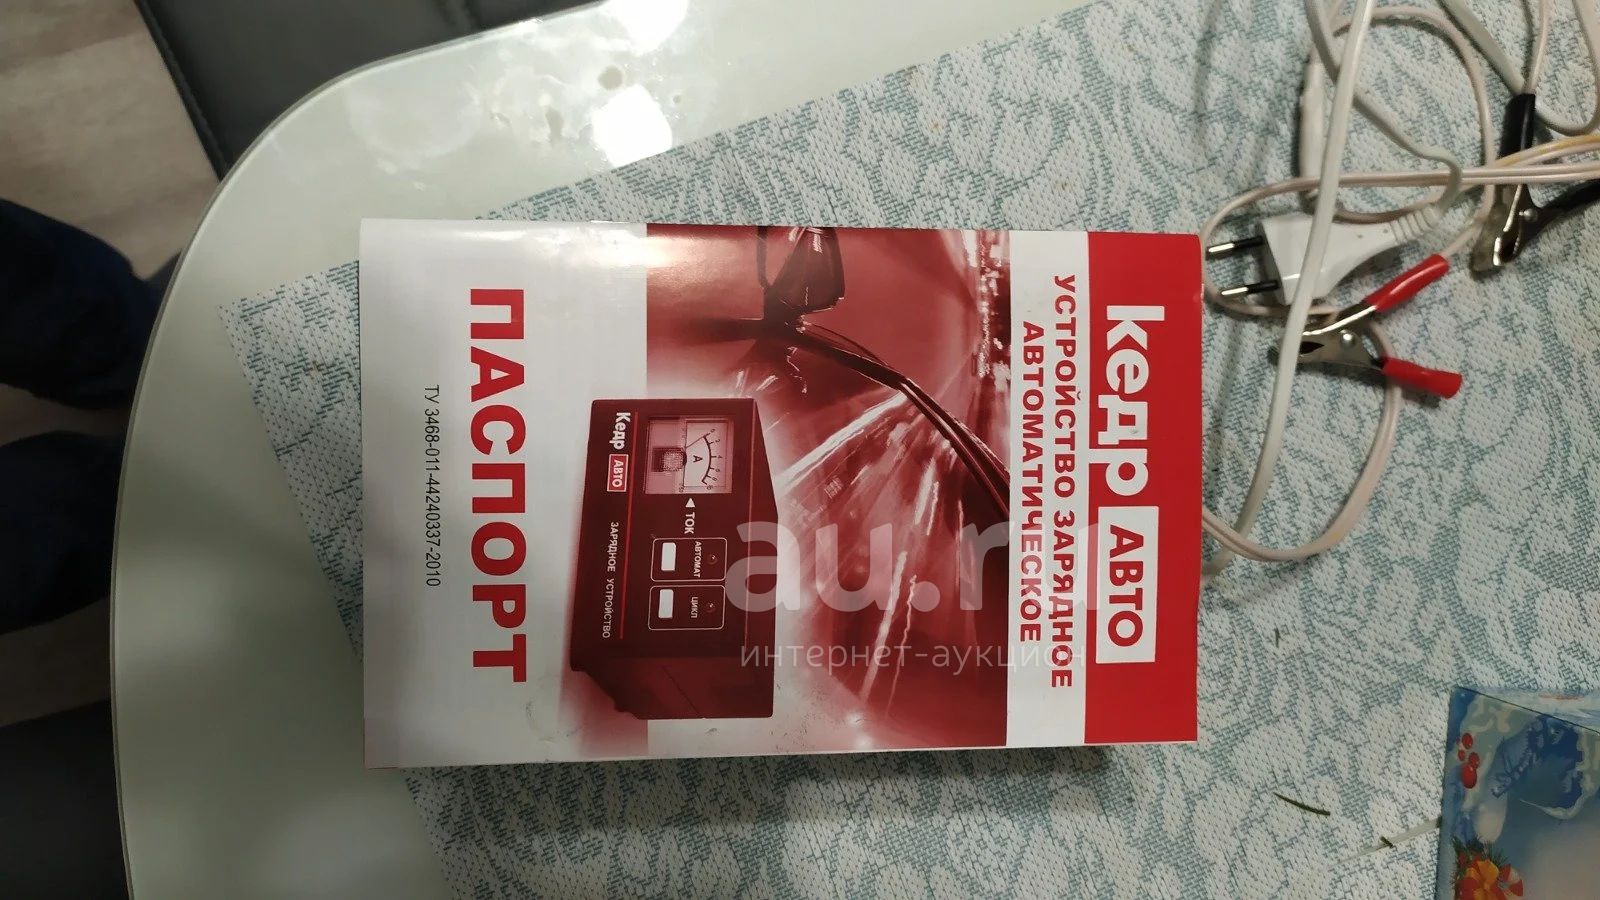 кедр АВТО
УСТРОЙСТВО ЗАРЯДНОЕ
АВТОМАТИЧЕСКОЕ
Кедр АВТО
ЗАРЯДНОЕ УСТРОЙСТВО
А
ТОК
АВТОМАТ
ЦИКЛ
ПАСПОРТ
ТУ 3468-011-44240337-2010
au.ru
интернет-аукцион